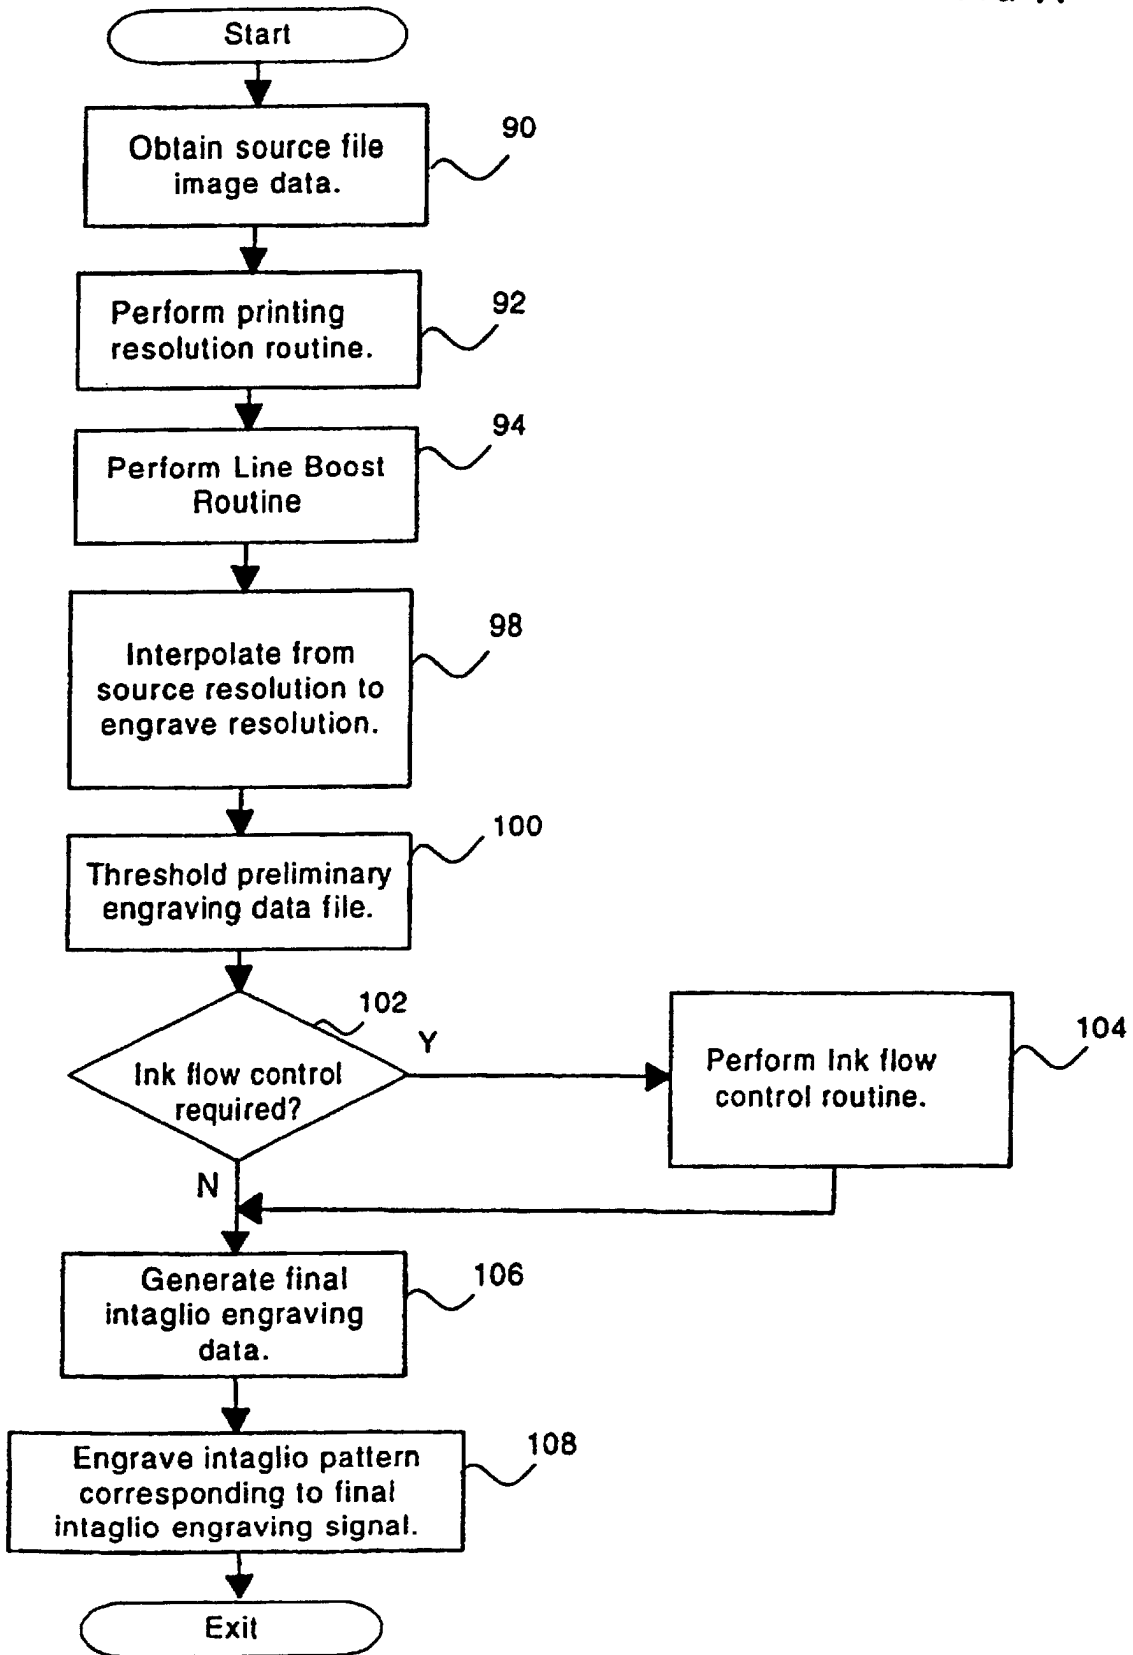 Start
90
Obtain source file
image data.
92
Perform printing
resolution routine.
94
Perform Line Boost
Routine
98
Interpolate from
source resolution to
engrave resolution.
100
Threshold preliminary
engraving data file.
102
Y
Ink flow control
required?
104
Perform Ink flow
control routine.
N
106
Generate final
intaglio engraving
data.
108
Engrave intaglio pattern
corresponding to final
intaglio engraving signal.
Exit